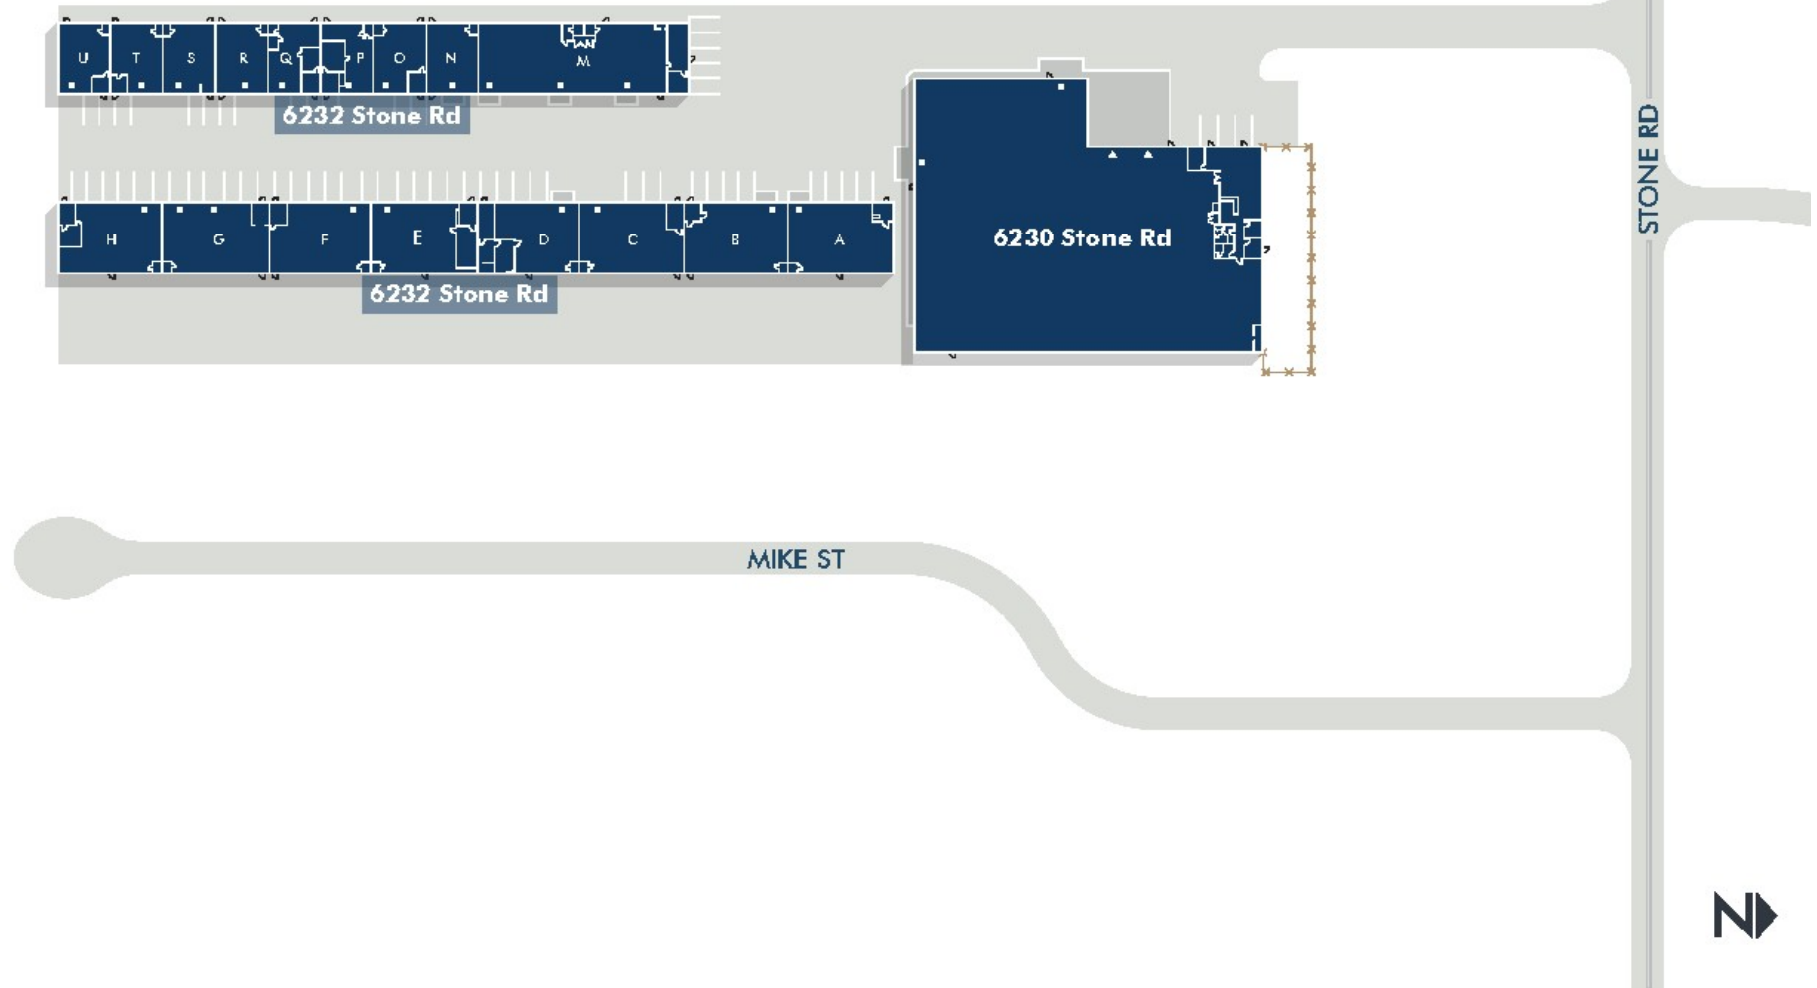 U T S R Q P O N M
6232 Stone Rd
STONE RD
H G F E D C B A
6230 Stone Rd
6232 Stone Rd
MIKE ST
N